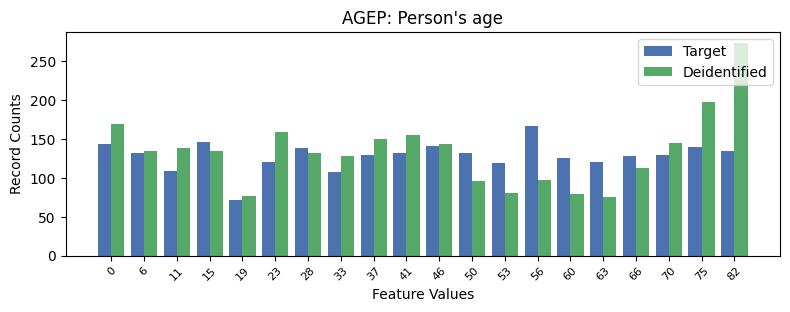 AGEP: Person's age
Target
Deidentified
Record Counts
250
200
150
100
50
0
0 6 11 15 19 23 28 33 37 41 46 50 53 56 60 63 66 70 75 82
Feature Values